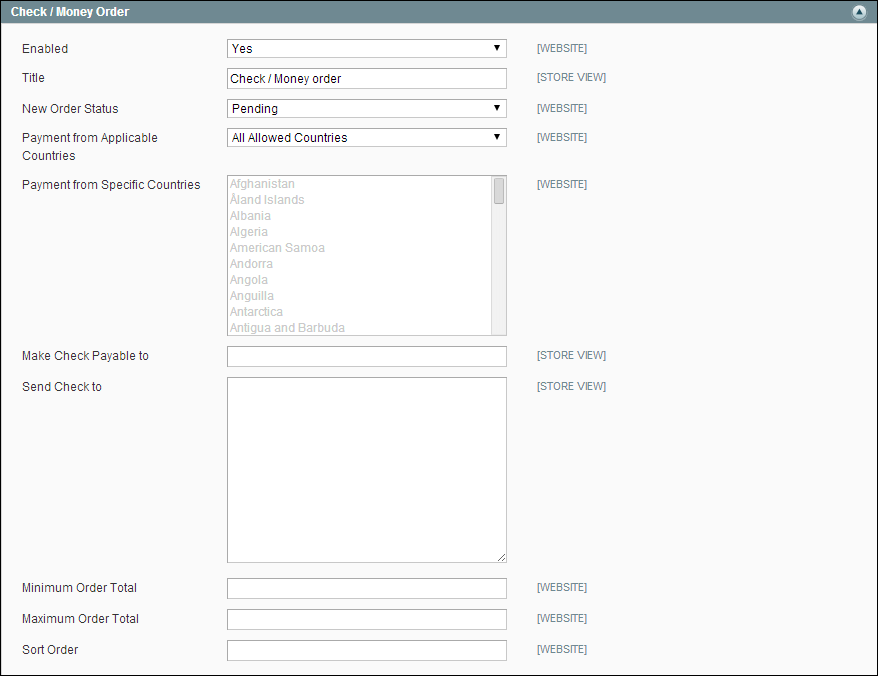 Check / Money Order
Enabled Yes [WEBSITE]
Title Check / Money order [STORE VIEW]
New Order Status Pending [WEBSITE]
Payment from Applicable Countries All Allowed Countries [WEBSITE]
Payment from Specific Countries [WEBSITE]
Afghanistan
Åland Islands
Albania
Algeria
American Samoa
Andorra
Angola
Anguilla
Antarctica
Antigua and Barbuda
Make Check Payable to [STORE VIEW]
Send Check to [STORE VIEW]
Minimum Order Total [WEBSITE]
Maximum Order Total [WEBSITE]
Sort Order [WEBSITE]